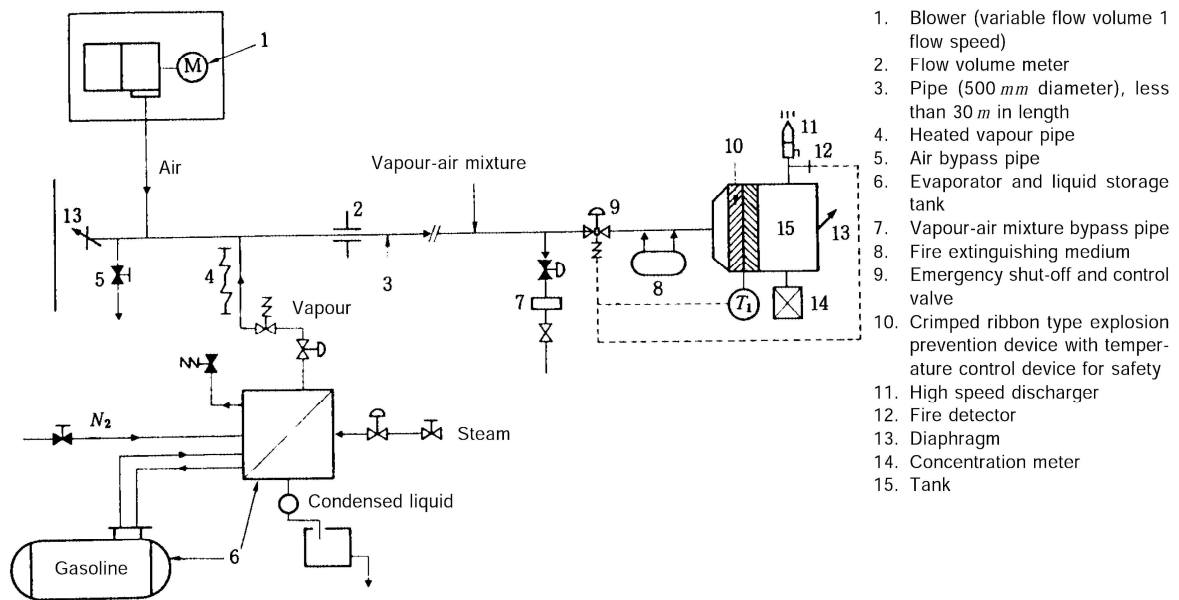 1
M
Air
Vapour-air mixture
13
2
9
10
11
12
15
13
5
4
3
7
8
T₁
14
Vapour
N₂
Steam
Condensed liquid
6
Gasoline
1. Blower (variable flow volume 1
flow speed)
2. Flow volume meter
3. Pipe (500 mm diameter), less
than 30 m in length
4. Heated vapour pipe
5. Air bypass pipe
6. Evaporator and liquid storage
tank
7. Vapour-air mixture bypass pipe
8. Fire extinguishing medium
9. Emergency shut-off and control
valve
10. Crimped ribbon type explosion
prevention device with temper-
ature control device for safety
11. High speed discharger
12. Fire detector
13. Diaphragm
14. Concentration meter
15. Tank